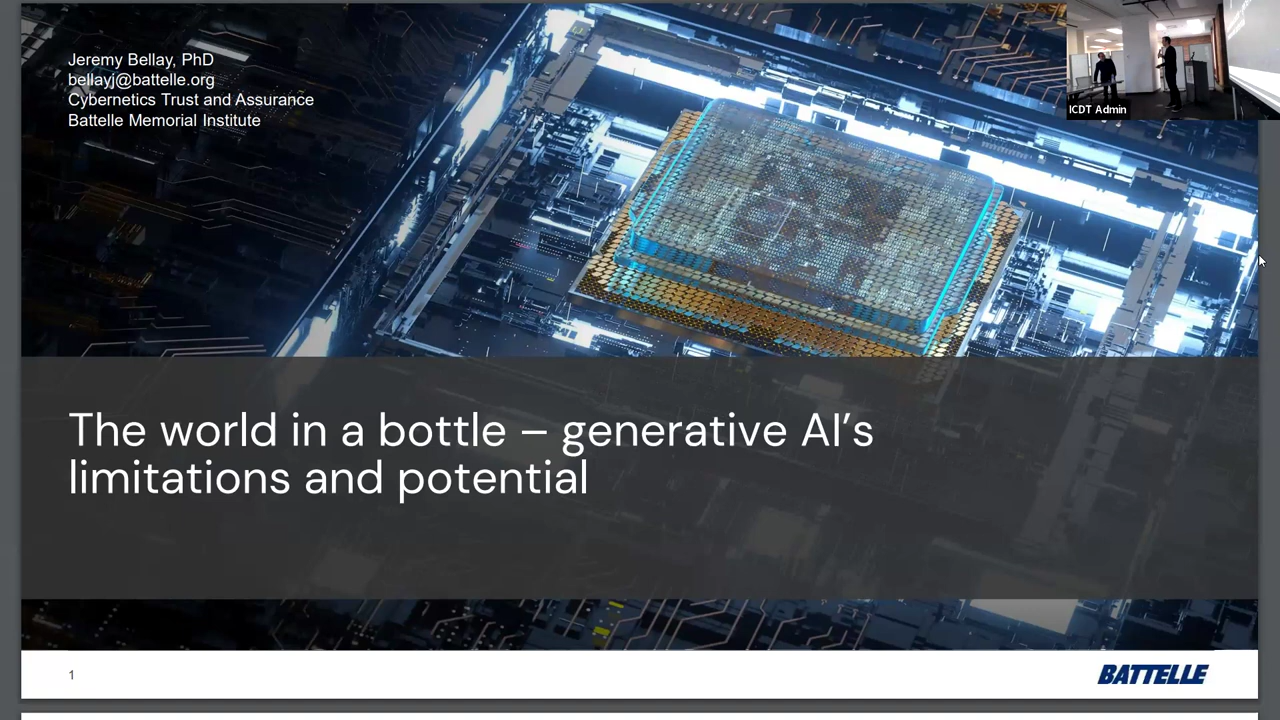 Jeremy Bellay, PhD
bellayj@battelle.org
Cybernetics Trust and Assurance
Battelle Memorial Institute
ICDT Admin
The world in a bottle – generative AI’s
limitations and potential
1
BATTELLE